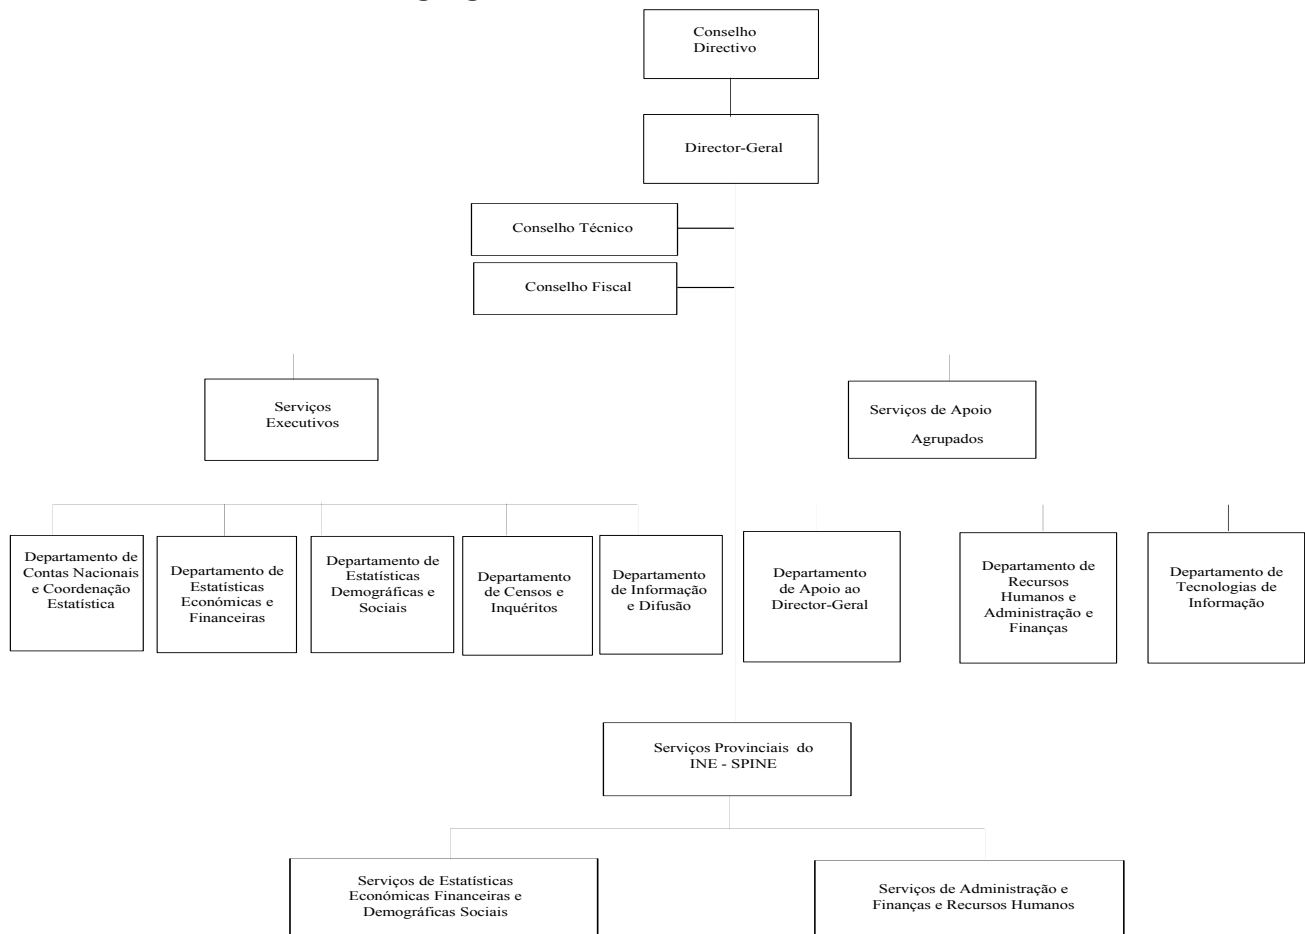 Conselho
Directivo
Director-Geral
Conselho Técnico
Conselho Fiscal
Serviços
Executivos
Serviços de Apoio
Agrupados
Departamento de
Contas Nacionais
e Coordenação
Estatística
Departamento de
Estatísticas
Económicas e
Financeiras
Departamento de
Estatísticas
Demográficas e
Sociais
Departamento
de Censos e
Inquéritos
Departamento
de Informação
e Difusão
Departamento
de Apoio ao
Director-Geral
Departamento de
Recursos
Humanos e
Administração e
Finanças
Departamento de
Tecnologias de
Informação
Serviços Provinciais do
INE - SPINE
Serviços de Estatísticas
Económicas Financeiras e
Demográficas Sociais
Serviços de Administração e
Finanças e Recursos Humanos